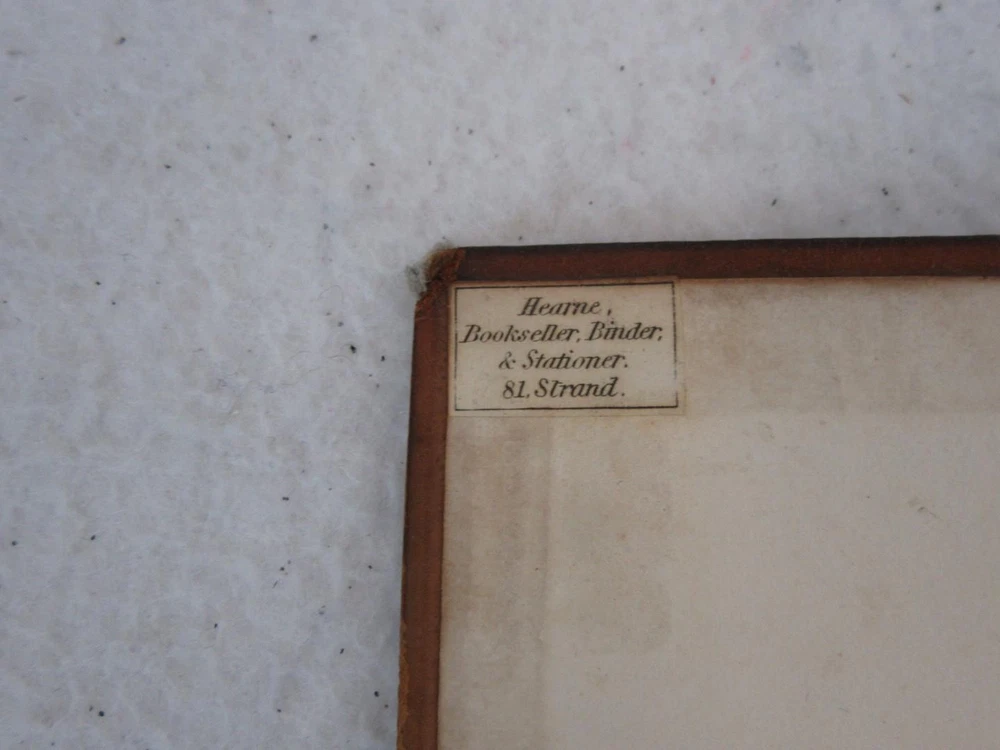 Hearne,
Bookseller, Binder,
& Stationer.
81, Strand.